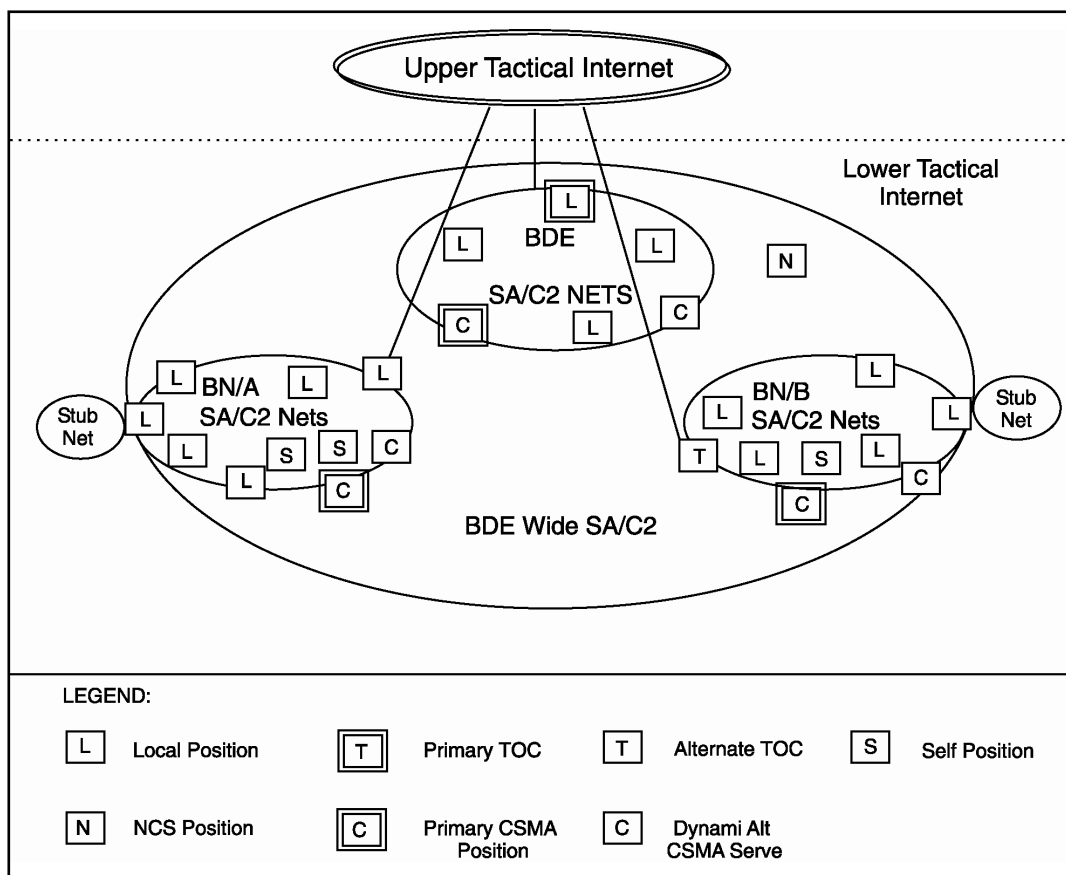 Upper Tactical Internet
Lower Tactical
Internet
L
BDE
L
L
N
SA/C2 NETS
C
L
C
L
L
L
BN/A
SA/C2 Nets
Stub
Net
L
L
S
S
C
L
C
L
BN/B
SA/C2 Nets
L
L
Stub
Net
T
L
S
L
C
C
BDE Wide SA/C2
LEGEND:
L Local Position
T Primary TOC
T Alternate TOC
S Self Position
N NCS Position
C Primary CSMA
Position
C Dynami Alt
CSMA Serve